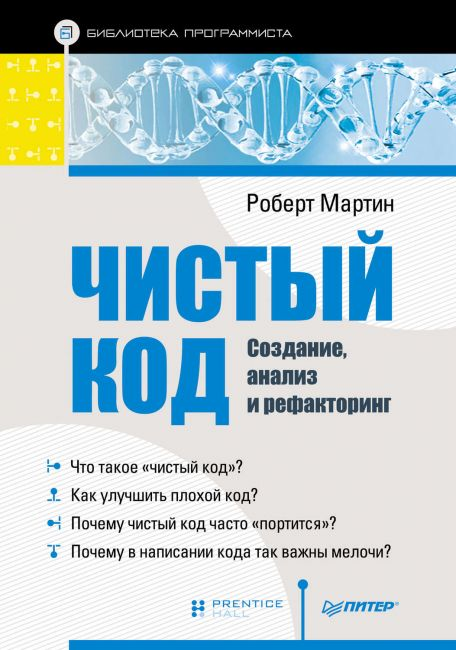 БИБЛИОТЕКА ПРОГРАММИСТА
Роберт Мартин
ЧИСТЫЙ
КОД
Создание,
анализ
и рефакторинг
Что такое «чистый код»?
Как улучшить плохой код?
Почему чистый код часто «портится»?
Почему в написании кода так важны мелочи?
PRENTICE
HALL
ПИТЕР®